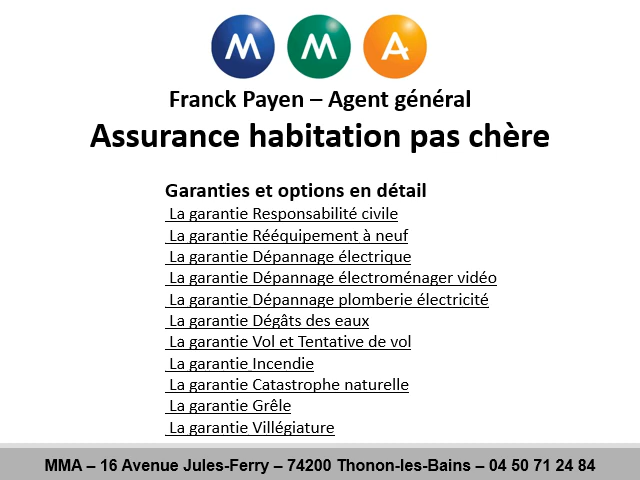 MMA
Franck Payen – Agent général
Assurance habitation pas chère
Garanties et options en détail
La garantie Responsabilité civile
La garantie Rééquipement à neuf
La garantie Dépannage électrique
La garantie Dépannage électroménager vidéo
La garantie Dépannage plomberie électricité
La garantie Dégâts des eaux
La garantie Vol et Tentative de vol
La garantie Incendie
La garantie Catastrophe naturelle
La garantie Grêle
La garantie Villégiature
MMA – 16 Avenue Jules-Ferry – 74200 Thonon-les-Bains – 04 50 71 24 84